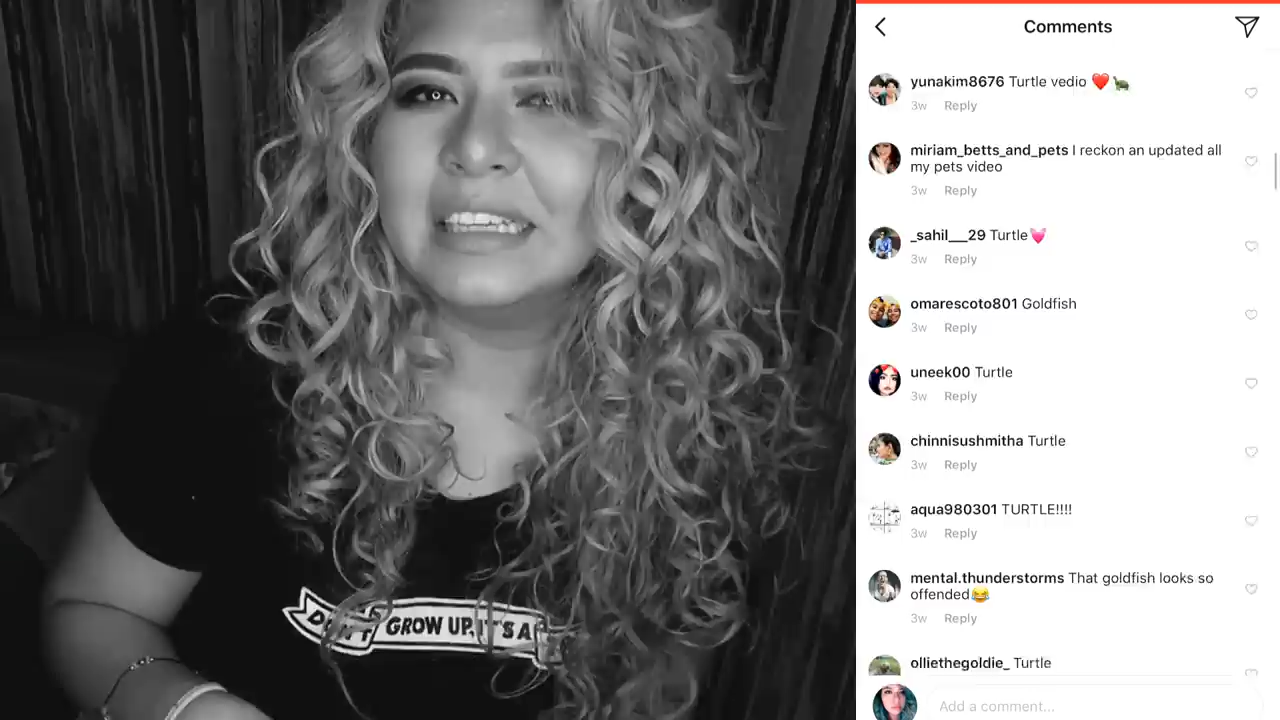 DON'T GROW UP, IT'S A
Comments
yunakim8676 Turtle vedio ❤️🐢
3w Reply
miriam_betts_and_pets I reckon an updated all
my pets video
3w Reply
_sahil___29 Turtle💓
3w Reply
omarescoto801 Goldfish
3w Reply
uneek00 Turtle
3w Reply
chinnisushmitha Turtle
3w Reply
aqua980301 TURTLE!!!!
3w Reply
mental.thunderstorms That goldfish looks so
offended😂
3w Reply
olliethegoldie_ Turtle
Add a comment...